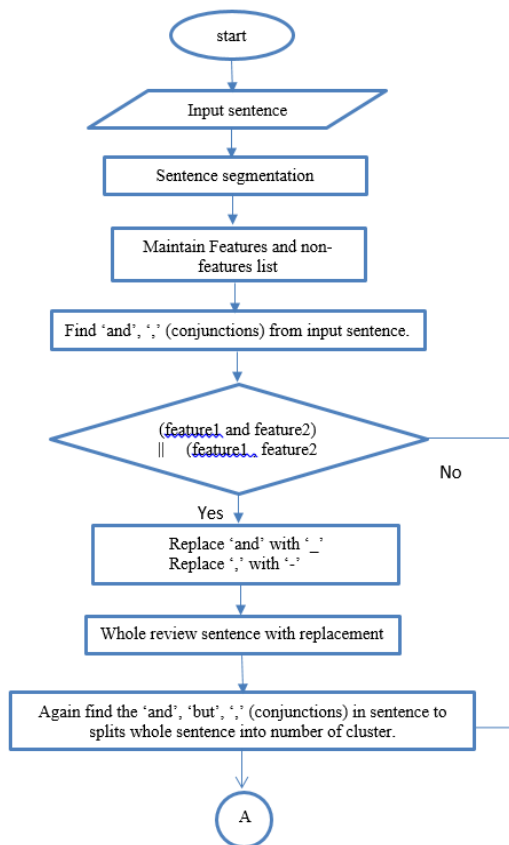 start
Input sentence
Sentence segmentation
Maintain Features and non-
features list
Find ‘and’, ‘,’ (conjunctions) from input sentence.
(feature1 and feature2)
|| (feature1 , feature2
No
Yes
Replace ‘and’ with ‘_’
Replace ‘,’ with ‘-’
Whole review sentence with replacement
Again find the ‘and’, ‘but’, ‘,’ (conjunctions) in sentence to
splits whole sentence into number of cluster.
A